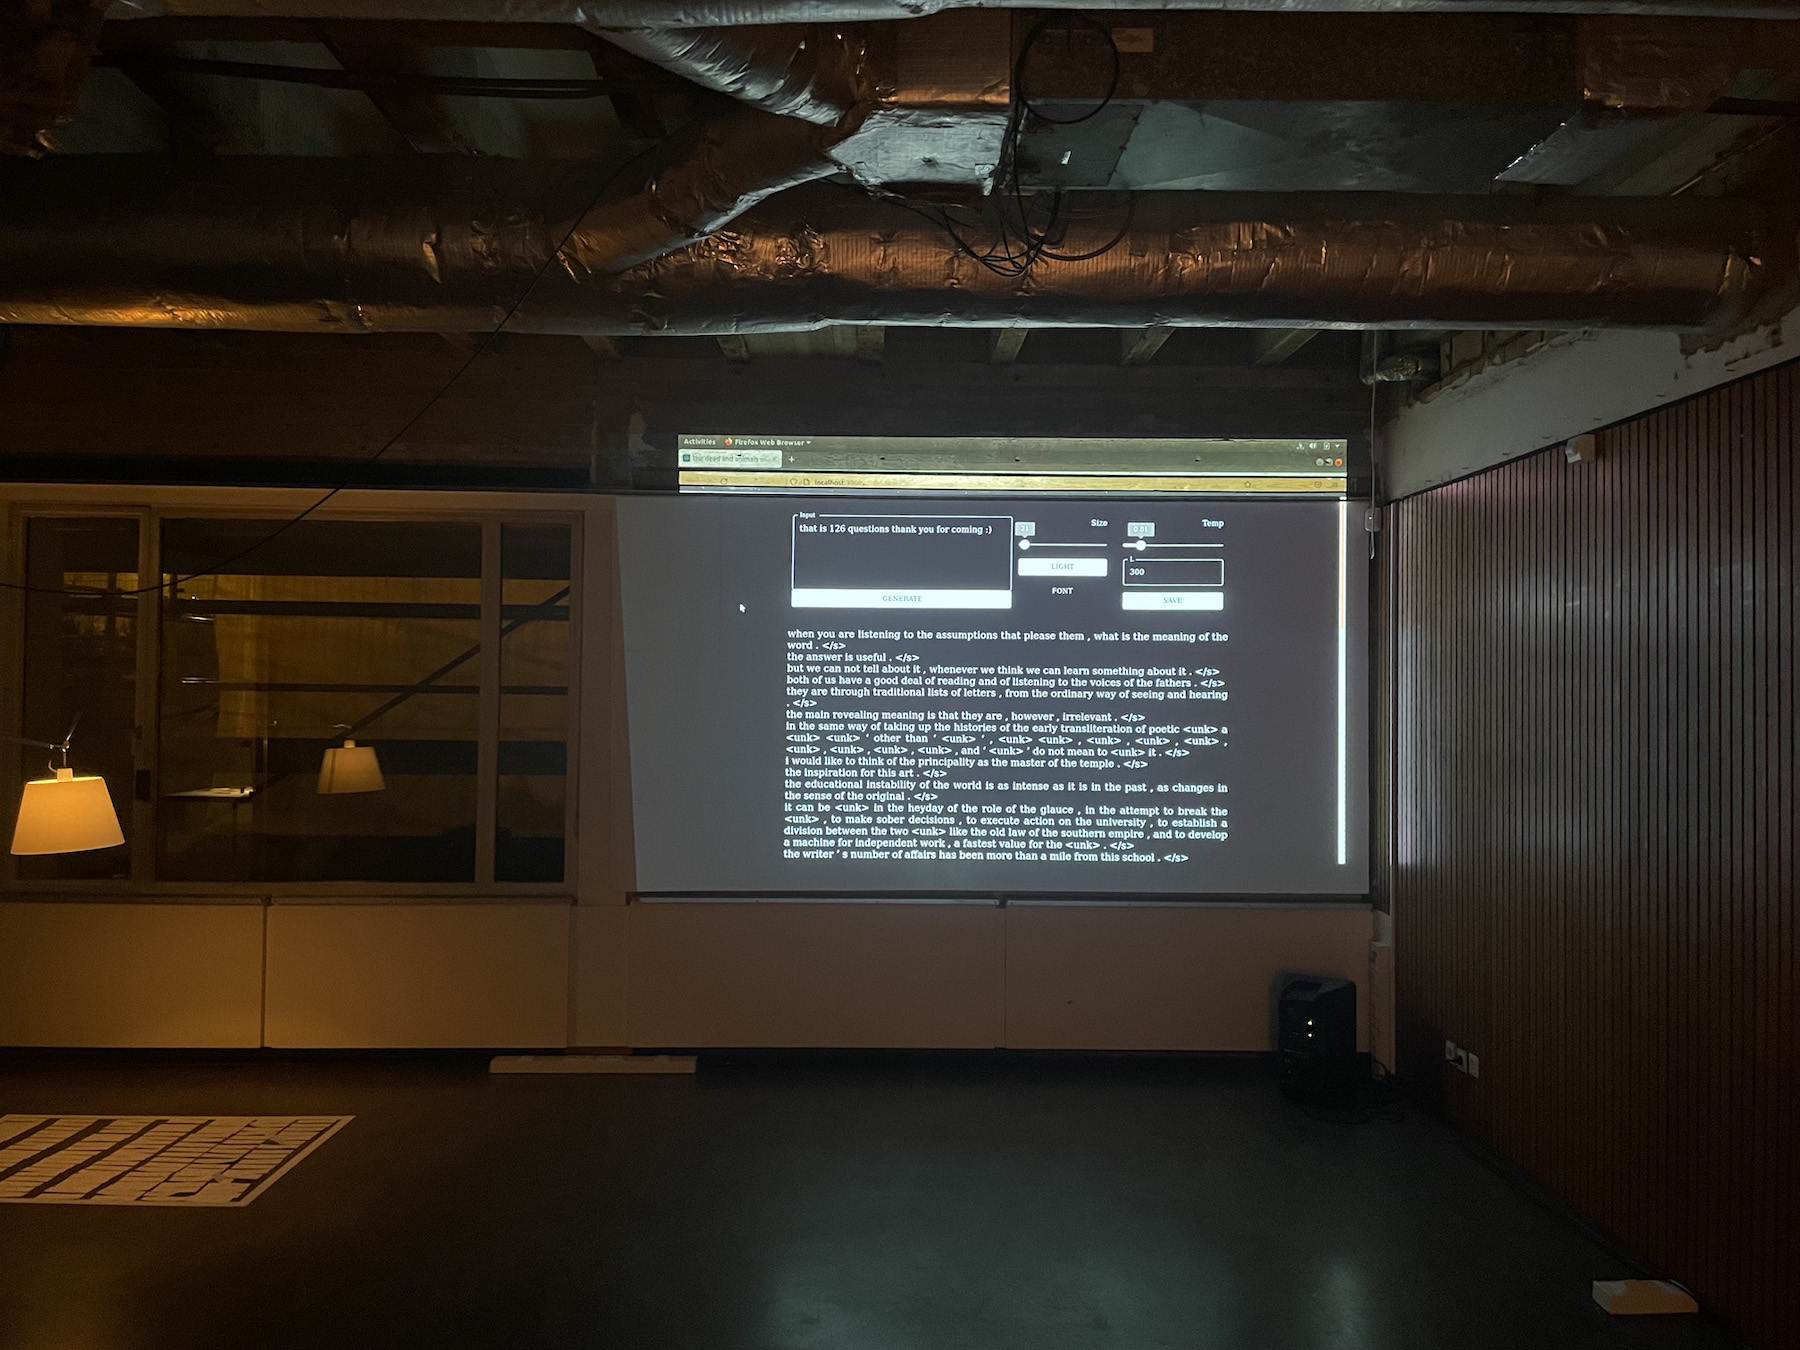 Activities Firefox Web Browser
the dead and animals
localhost:
Input
that is 126 questions thank you for coming :)
GENERATE
21
Size
LIGHT
FONT
0.81
Temp
L
300
SAVE
when you are listening to the assumptions that please them , what is the meaning of the
word . </s>
the answer is useful . </s>
but we can not tell about it , whenever we think we can learn something about it . </s>
both of us have a good deal of reading and of listening to the voices of the fathers . </s>
they are through traditional lists of letters , from the ordinary way of seeing and hearing
. </s>
the main revealing meaning is that they are , however , irrelevant . </s>
in the same way of taking up the histories of the early transliteration of poetic <unk> a
<unk> <unk> ' other than ' <unk> ' , <unk> <unk> , <unk> , <unk> , <unk> ,
<unk> , <unk> , <unk> , <unk> , and ' <unk> ' do not mean to <unk> it . </s>
i would like to think of the principality as the master of the temple . </s>
the inspiration for this art . </s>
the educational instability of the world is as intense as it is in the past , as changes in
the sense of the original . </s>
it can be <unk> in the heyday of the role of the glauce , in the attempt to break the
<unk> , to make sober decisions , to execute action on the university , to establish a
division between the two <unk> like the old law of the southern empire , and to develop
a machine for independent work , a fastest value for the <unk> . </s>
the writer ' s number of affairs has been more than a mile from this school . </s>